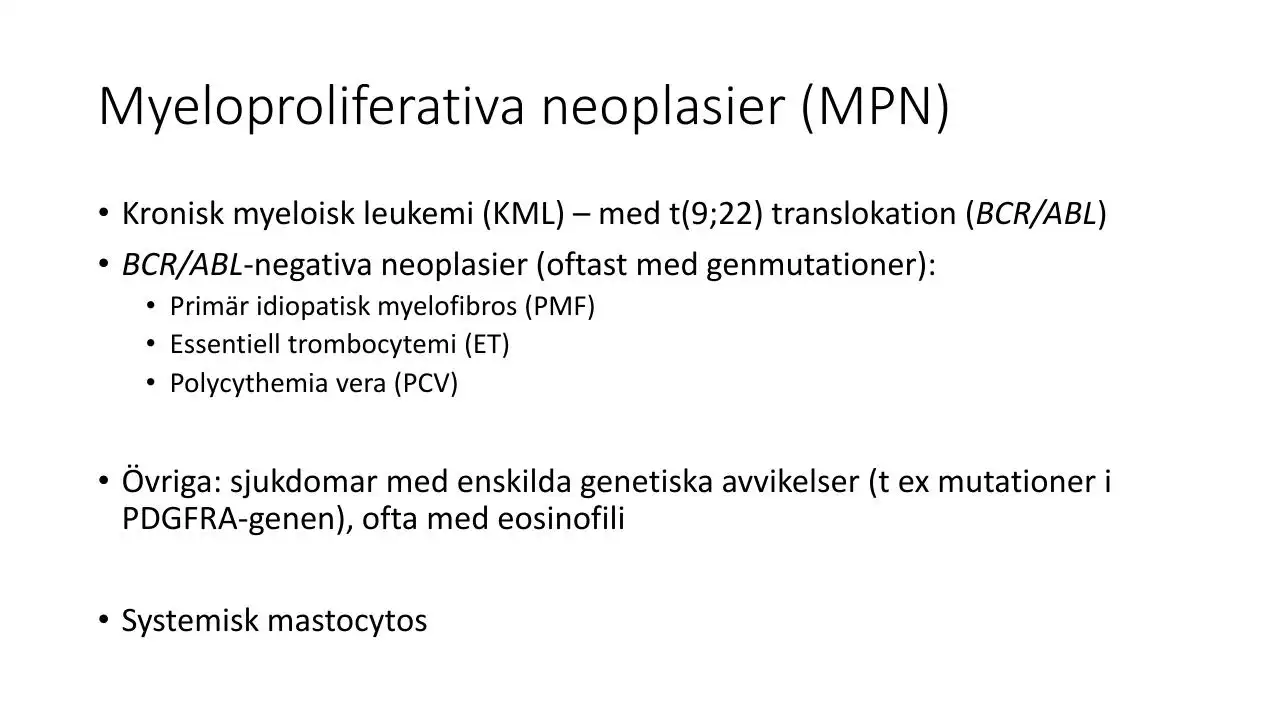 Myeloproliferativa neoplasier (MPN)
• Kronisk myeloisk leukemi (KML) – med t(9;22) translokation (BCR/ABL)
• BCR/ABL-negativa neoplasier (oftast med genmutationer):
• Primär idiopatisk myelofibros (PMF)
• Essentiell trombocytemi (ET)
• Polycythemia vera (PCV)
• Övriga: sjukdomar med enskilda genetiska avvikelser (t ex mutationer i
PDGFRA-genen), ofta med eosinofili
• Systemisk mastocytos